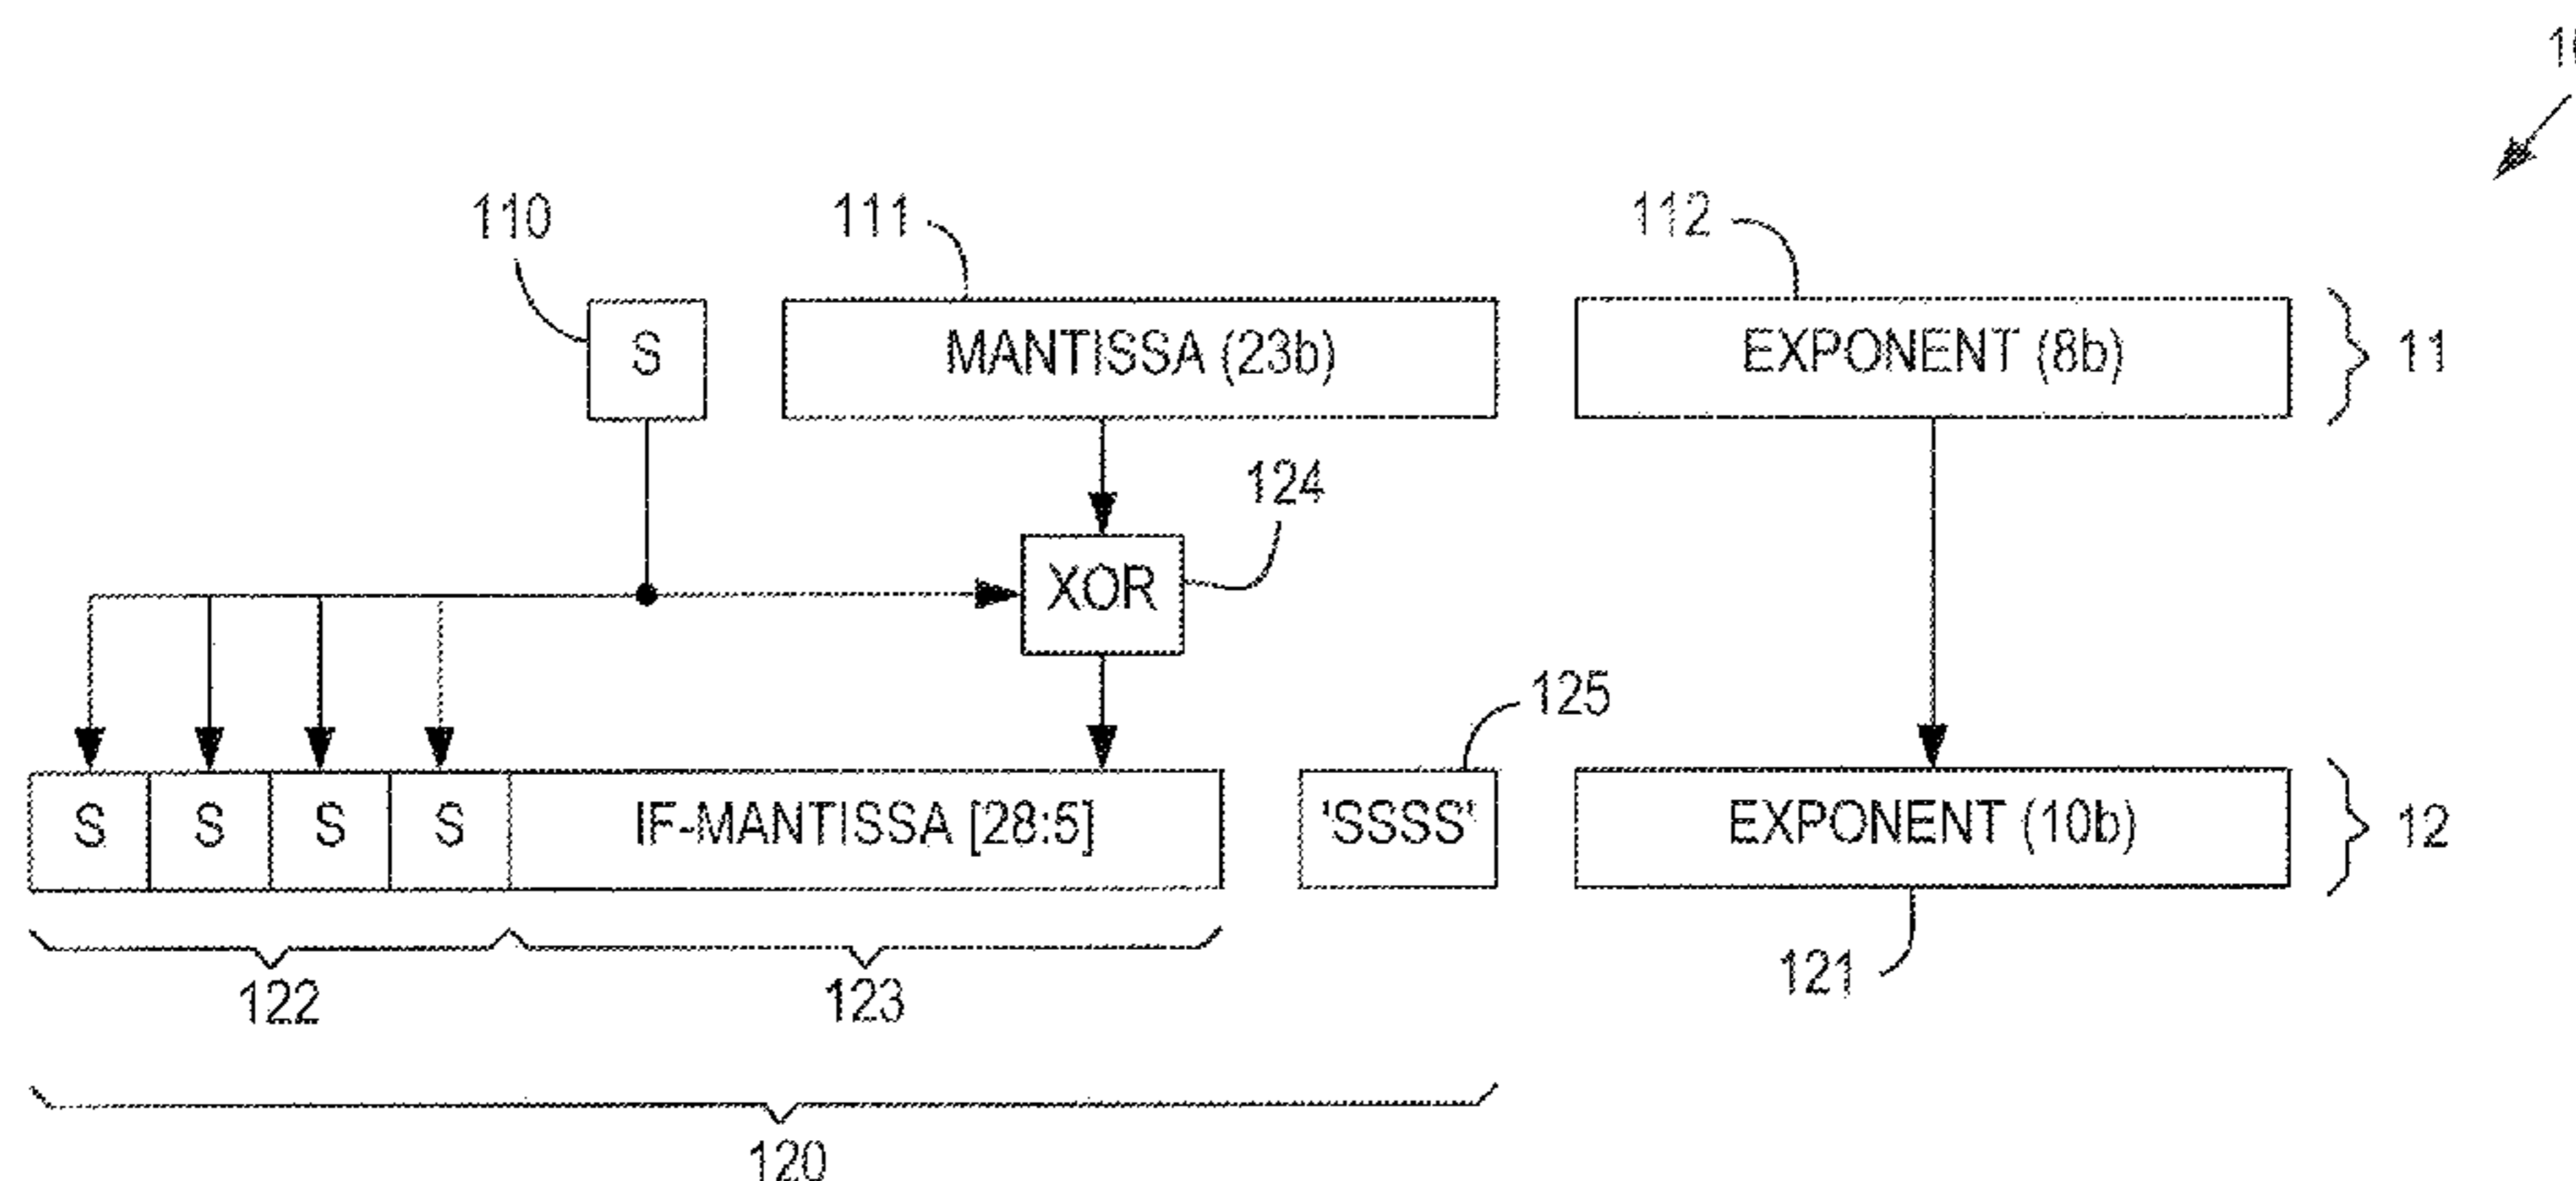 110 111 112
S MANTISSA (23b) EXPONENT (8b) 11
124
XOR
125
S S S S IF-MANTISSA [28:5] 'SSSS' EXPONENT (10b) 12
122 123 121
120